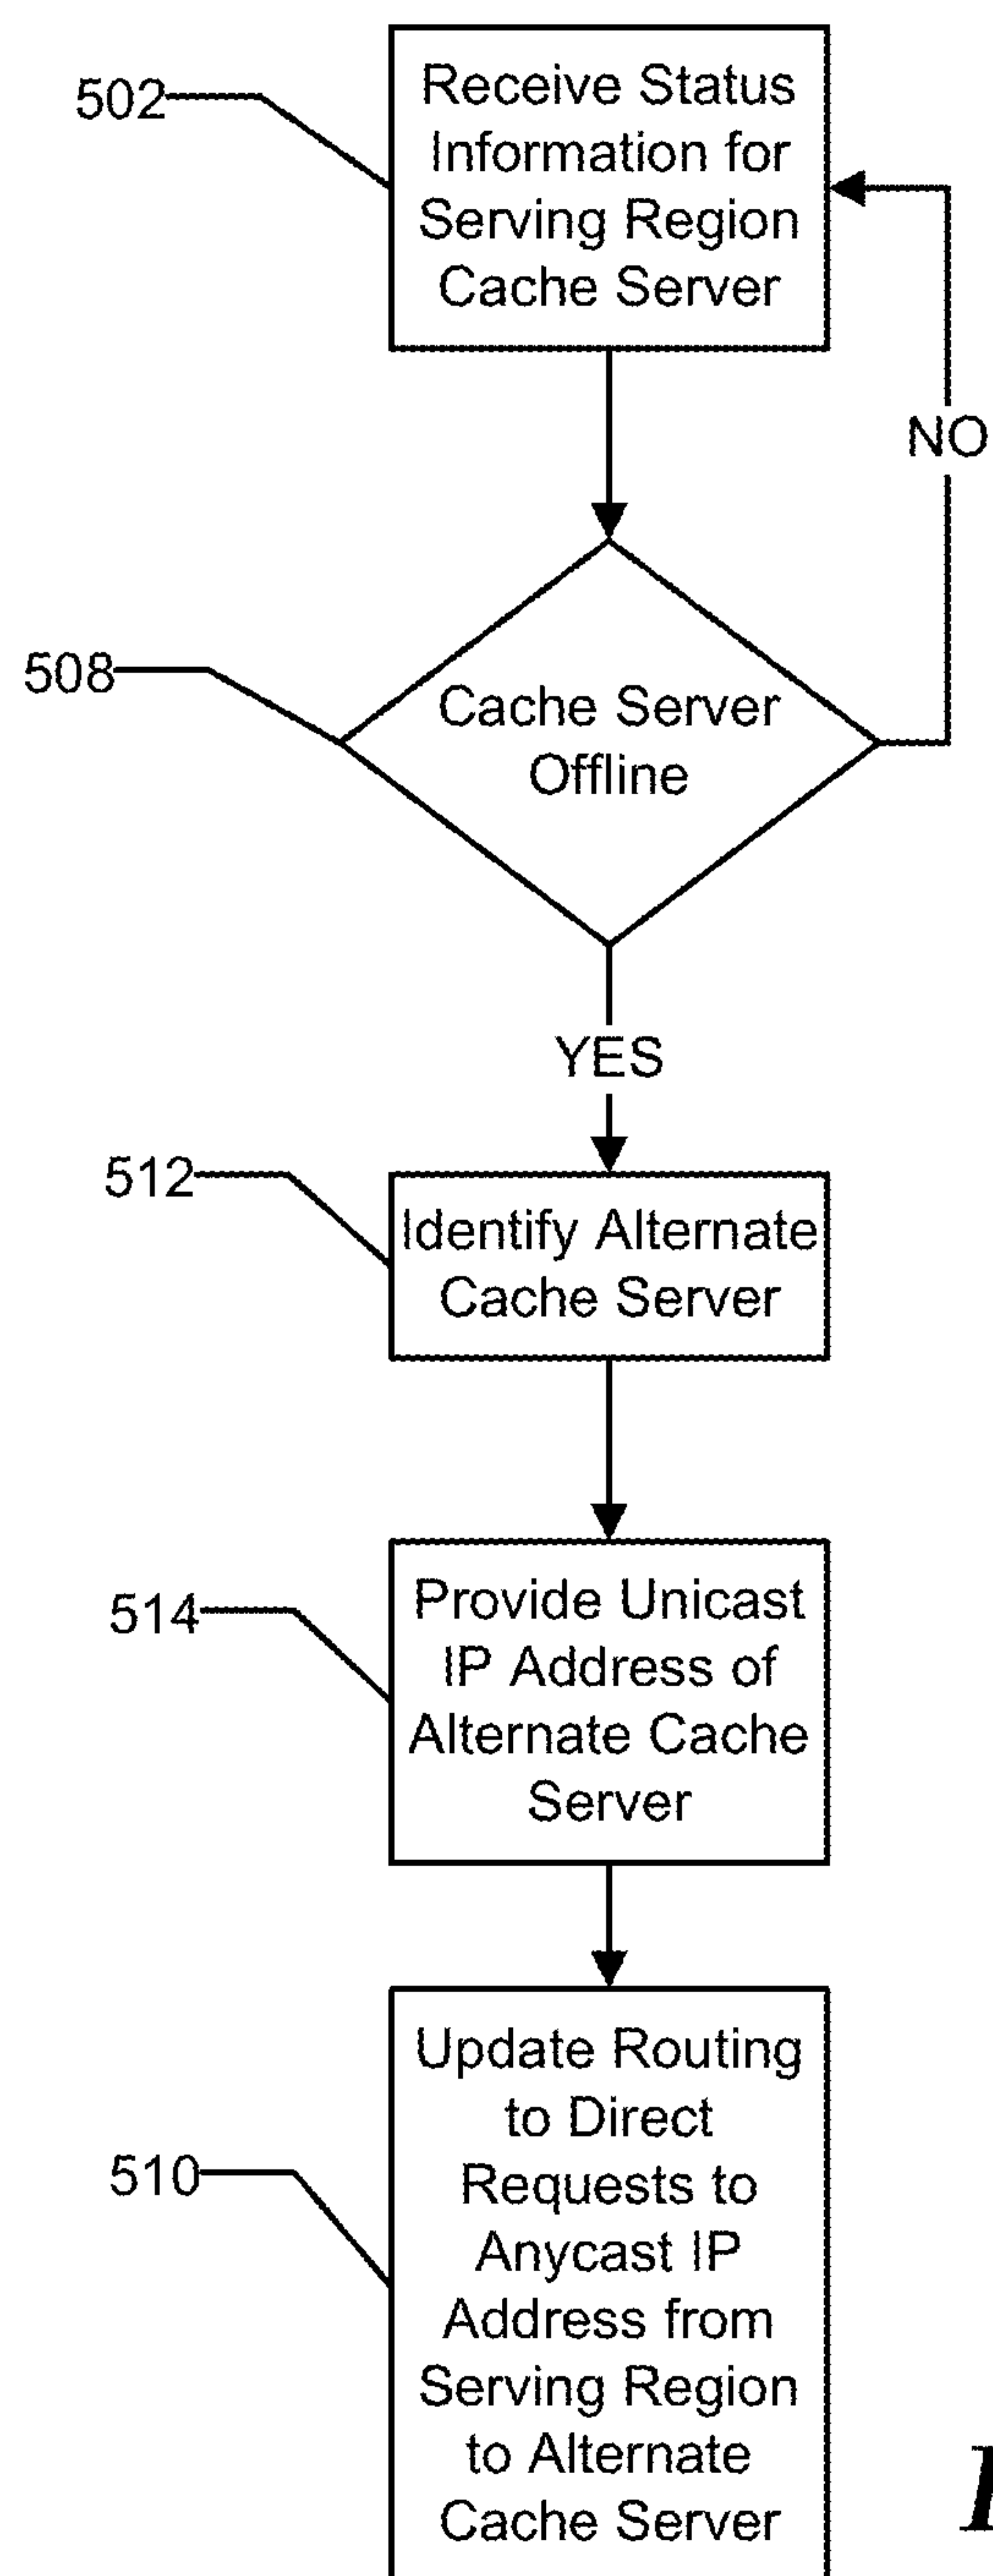 502
Receive Status
Information for
Serving Region
Cache Server
NO
508
Cache Server
Offline
YES
512
Identify Alternate
Cache Server
514
Provide Unicast
IP Address of
Alternate Cache
Server
510
Update Routing
to Direct
Requests to
Anycast IP
Address from
Serving Region
to Alternate
Cache Server